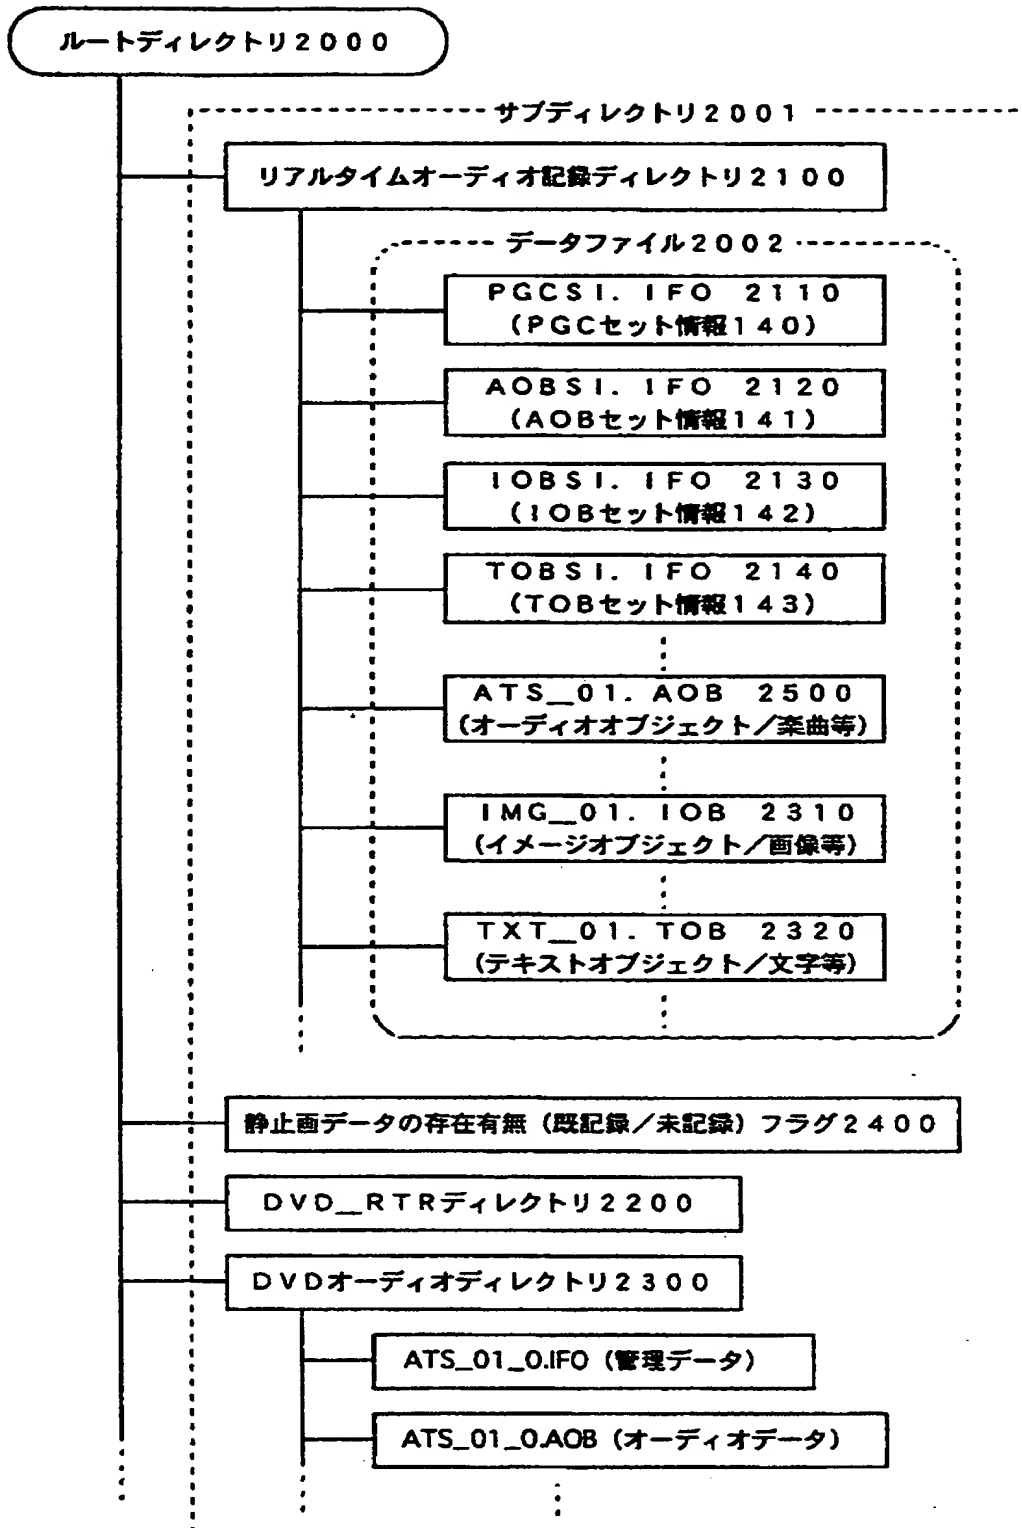 ルートディレクトリ2000
サブディレクトリ2001
リアルタイムオーディオ記録ディレクトリ2100
データファイル2002
PGCSI. IFO 2110
(PGCセット情報140)
AOBSI. IFO 2120
(AOBセット情報141)
IOBSI. IFO 2130
(IOBセット情報142)
TOBSI. IFO 2140
(TOBセット情報143)
ATS_01. AOB 2500
(オーディオオブジェクト/楽曲等)
IMG_01. IOB 2310
(イメージオブジェクト/画像等)
TXT_01. TOB 2320
(テキストオブジェクト/文字等)
静止画データの存在有無(既記録/未記録)フラグ2400
DVD_RTRディレクトリ2200
DVDオーディオディレクトリ2300
ATS_01_0.IFO(管理データ)
ATS_01_0.AOB(オーディオデータ)